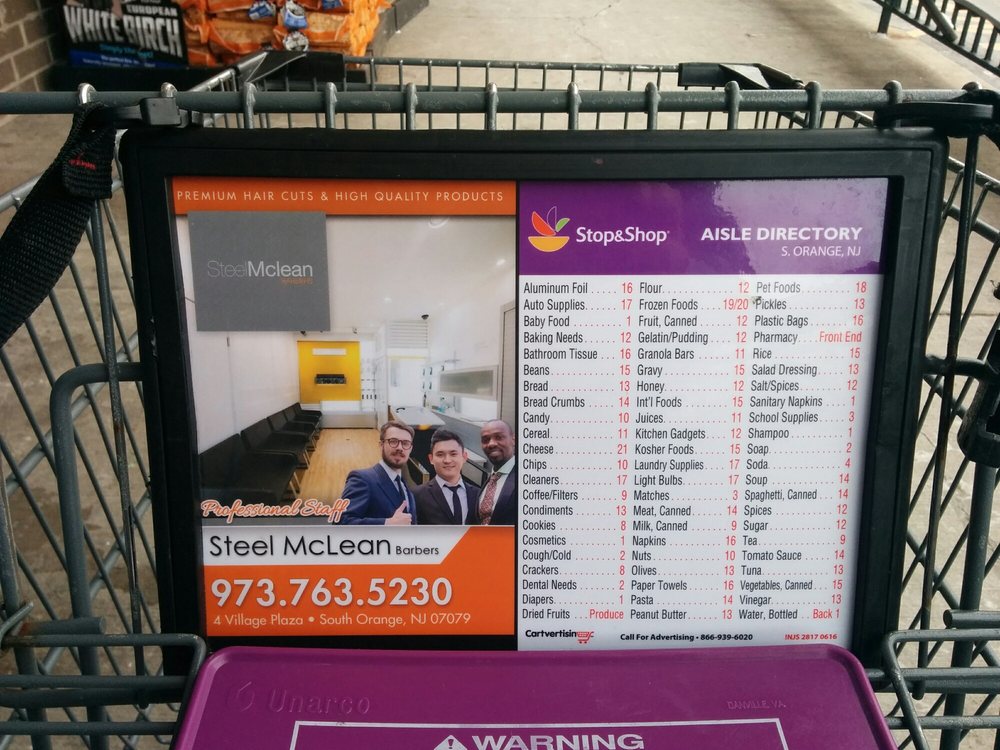 EUROPEAN
WHITE BIRCH
Simply the best!
PREMIUM HAIR CUTS & HIGH QUALITY PRODUCTS
SteelMclean
BARBERS
Professional Staff
Steel McLean Barbers
973.763.5230
4 Village Plaza • South Orange, NJ 07079
Stop&Shop
AISLE DIRECTORY
S. ORANGE, NJ
Aluminum Foil ..... 16
Auto Supplies ..... 17
Baby Food ..... 1
Baking Needs ..... 12
Bathroom Tissue ..... 16
Beans ..... 15
Bread ..... 13
Bread Crumbs ..... 14
Candy ..... 10
Cereal ..... 11
Cheese ..... 21
Chips ..... 10
Cleaners ..... 17
Coffee/Filters ..... 9
Condiments ..... 13
Cookies ..... 8
Cosmetics ..... 1
Cough/Cold ..... 2
Crackers ..... 8
Dental Needs ..... 2
Diapers ..... 1
Dried Fruits ..... Produce
Flour ..... 12
Frozen Foods ..... 19/20
Fruit, Canned ..... 12
Gelatin/Pudding ..... 12
Granola Bars ..... 11
Gravy ..... 15
Honey ..... 12
Int'l Foods ..... 15
Juices ..... 11
Kitchen Gadgets ..... 12
Kosher Foods ..... 15
Laundry Supplies ..... 17
Light Bulbs ..... 17
Matches ..... 3
Meat, Canned ..... 14
Milk, Canned ..... 9
Napkins ..... 16
Nuts ..... 10
Olives ..... 13
Paper Towels ..... 16
Pasta ..... 14
Peanut Butter ..... 13
Pet Foods ..... 18
Pickles ..... 13
Plastic Bags ..... 16
Pharmacy ..... Front End
Rice ..... 15
Salad Dressing ..... 13
Salt/Spices ..... 12
Sanitary Napkins ..... 1
School Supplies ..... 3
Shampoo ..... 1
Soap ..... 2
Soda ..... 4
Soup ..... 14
Spaghetti, Canned ..... 14
Spices ..... 12
Sugar ..... 12
Tea ..... 9
Tomato Sauce ..... 14
Tuna ..... 13
Vegetables, Canned ..... 15
Vinegar ..... 13
Water, Bottled ..... Back 1
Cartvertising
Call For Advertising - 866-939-6020
INJS 2817 0616
Unarco
DANVILLE, VA
WARNING